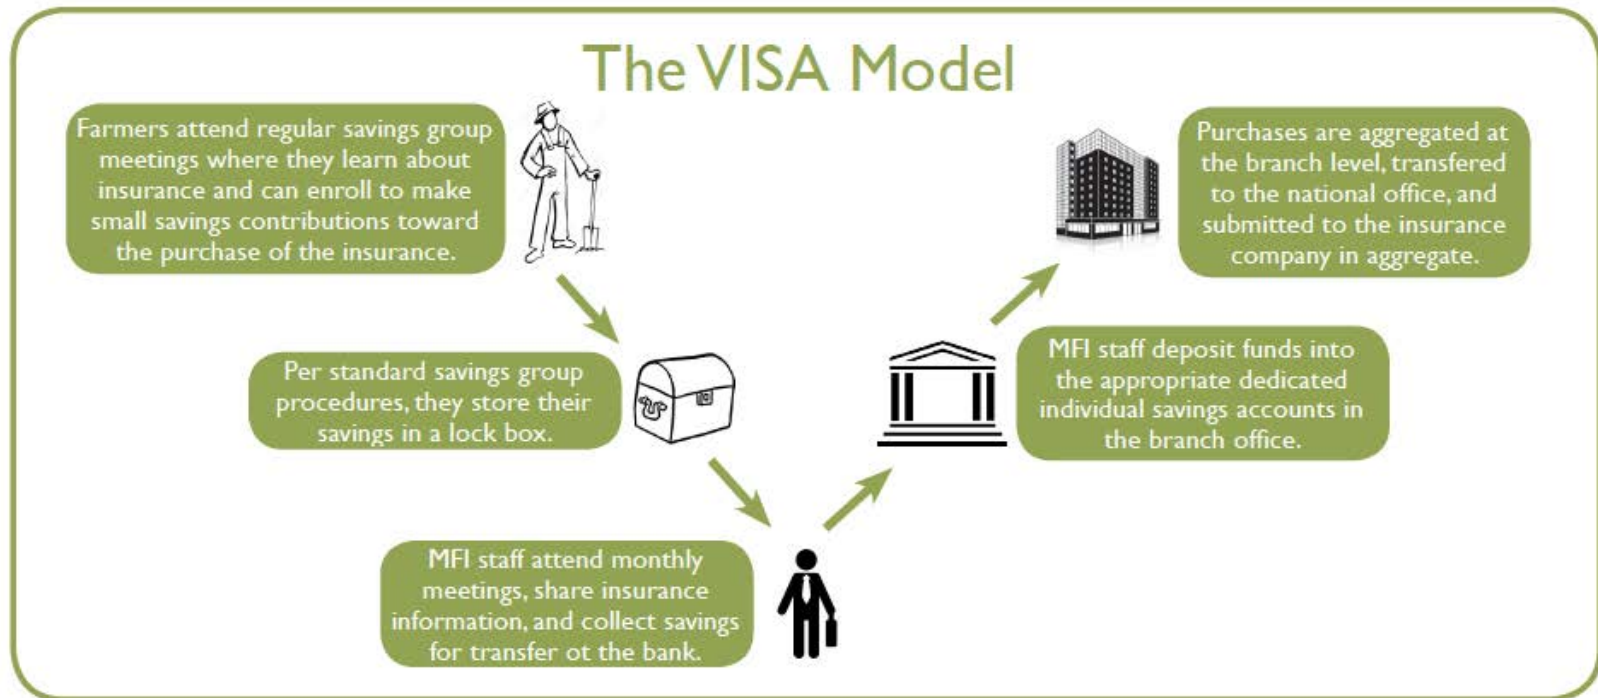 The VISA Model
Farmers attend regular savings group
meetings where they learn about
insurance and can enroll to make
small savings contributions toward
the purchase of the insurance.
Per standard savings group
procedures, they store their
savings in a lock box.
MFI staff attend monthly
meetings, share insurance
information, and collect savings
for transfer ot the bank.
MFI staff deposit funds into
the appropriate dedicated
individual savings accounts in
the branch office.
Purchases are aggregated at
the branch level, transfered
to the national office, and
submitted to the insurance
company in aggregate.